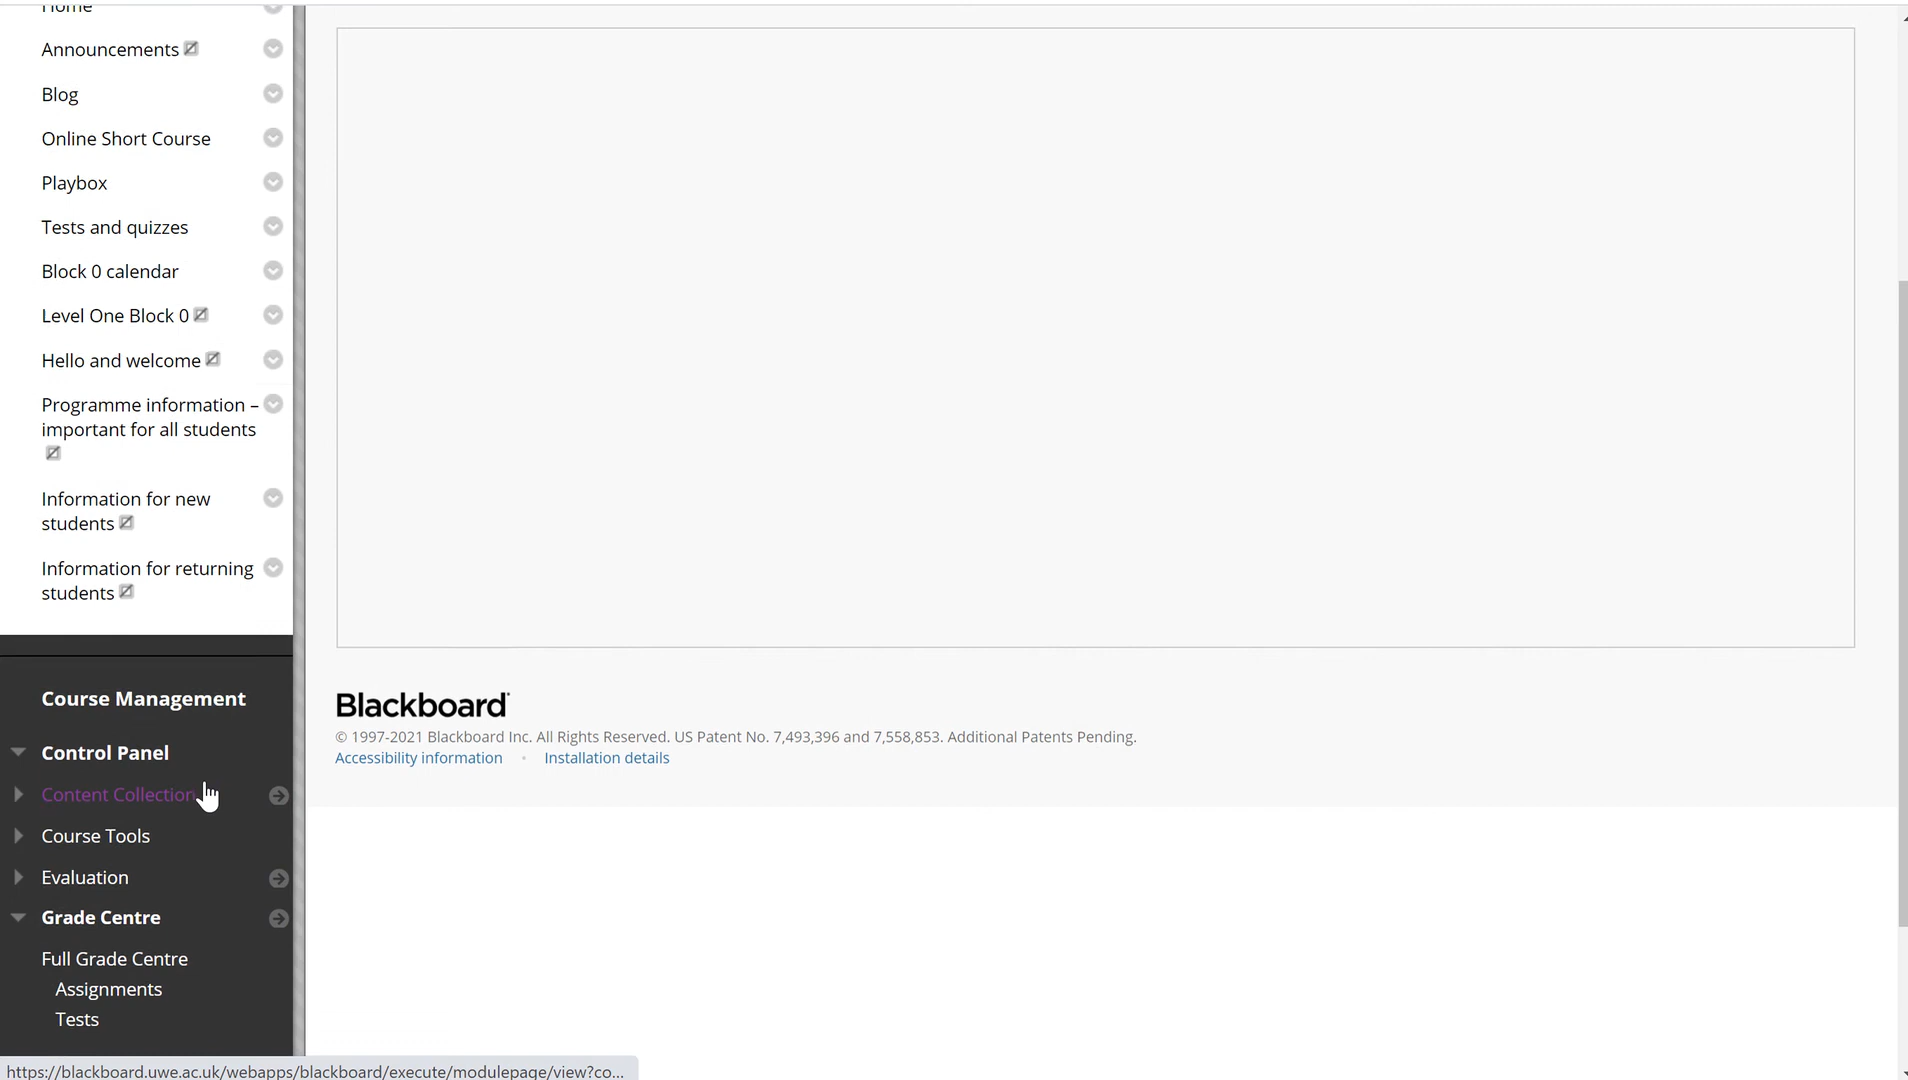 Home
Announcements
Blog
Online Short Course
Playbox
Tests and quizzes
Block 0 calendar
Level One Block 0
Hello and welcome
Programme information –
important for all students
Information for new
students
Information for returning
students
Course Management
Control Panel
Content Collection
Course Tools
Evaluation
Grade Centre
Full Grade Centre
Assignments
Tests
Blackboard
© 1997-2021 Blackboard Inc. All Rights Reserved. US Patent No. 7,493,396 and 7,558,853. Additional Patents Pending.
Accessibility information • Installation details
https://blackboard.uwe.ac.uk/webapps/blackboard/execute/modulepage/view?co...